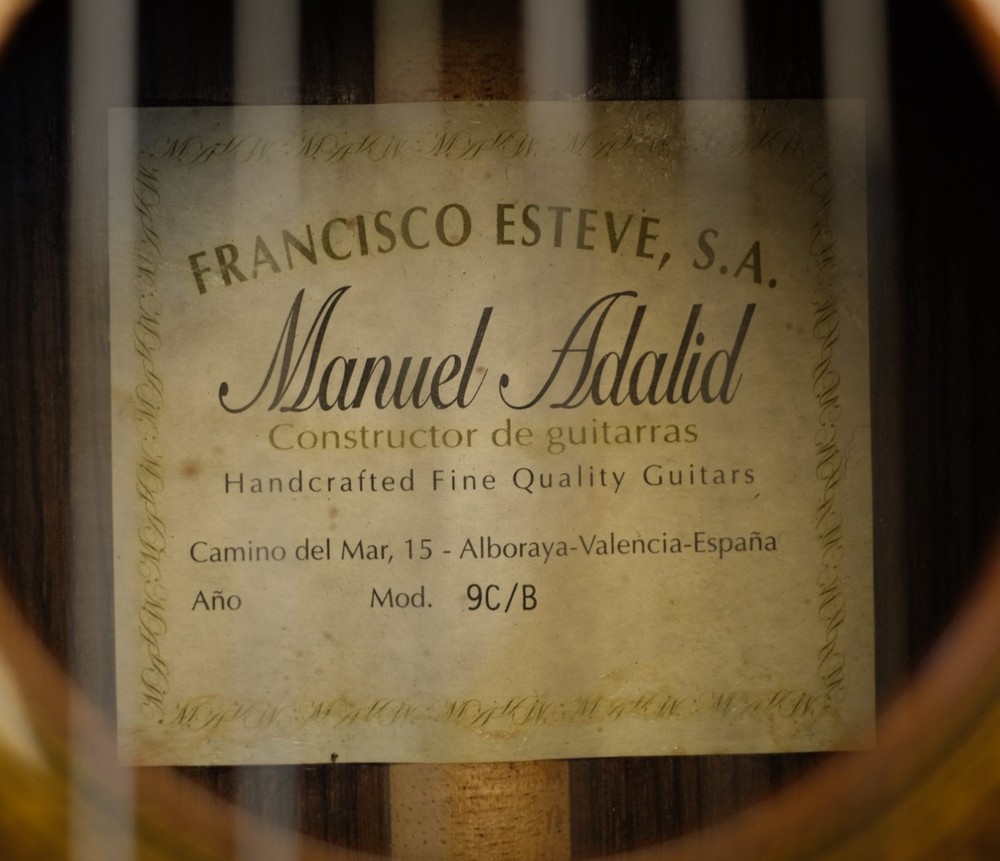 FRANCISCO ESTEVE, S.A.
Manuel Adalid
Constructor de guitarras
Handcrafted Fine Quality Guitars
Camino del Mar, 15 - Alboraya-Valencia-España
Año Mod. 9C/B